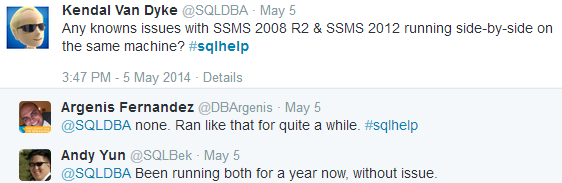 Kendal Van Dyke @SQLDBA · May 5
Any knowns issues with SSMS 2008 R2 & SSMS 2012 running side-by-side on
the same machine? #sqlhelp
3:47 PM - 5 May 2014 · Details
Argenis Fernandez @DBArgenis · May 5
@SQLDBA none. Ran like that for quite a while. #sqlhelp
Andy Yun @SQLBek · May 5
@SQLDBA Been running both for a year now, without issue.